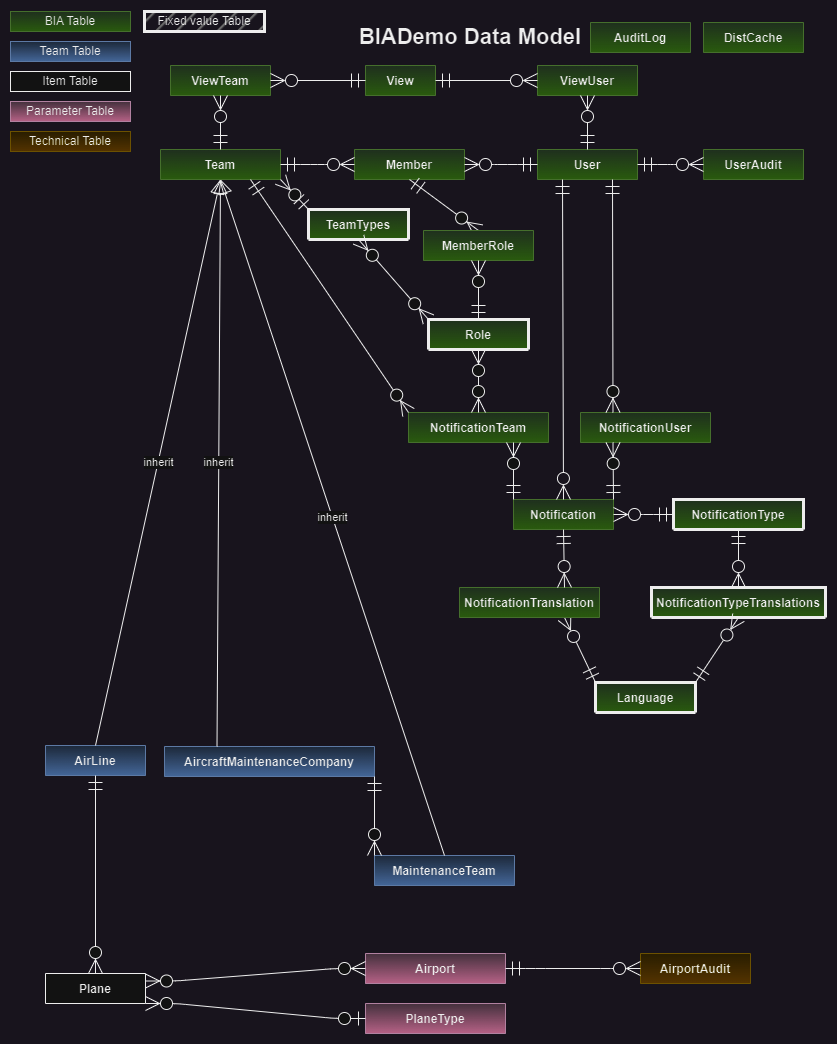 BIA Table
Fixed value Table
Team Table
Item Table
Parameter Table
Technical Table
BIADemo Data Model
AuditLog
DistCache
ViewTeam
View
ViewUser
Team
Member
User
UserAudit
TeamTypes
MemberRole
Role
NotificationTeam
NotificationUser
inherit
inherit
inherit
Notification
NotificationType
NotificationTranslation
NotificationTypeTranslations
Language
AirLine
AircraftMaintenanceCompany
MaintenanceTeam
Plane
Airport
AirportAudit
PlaneType